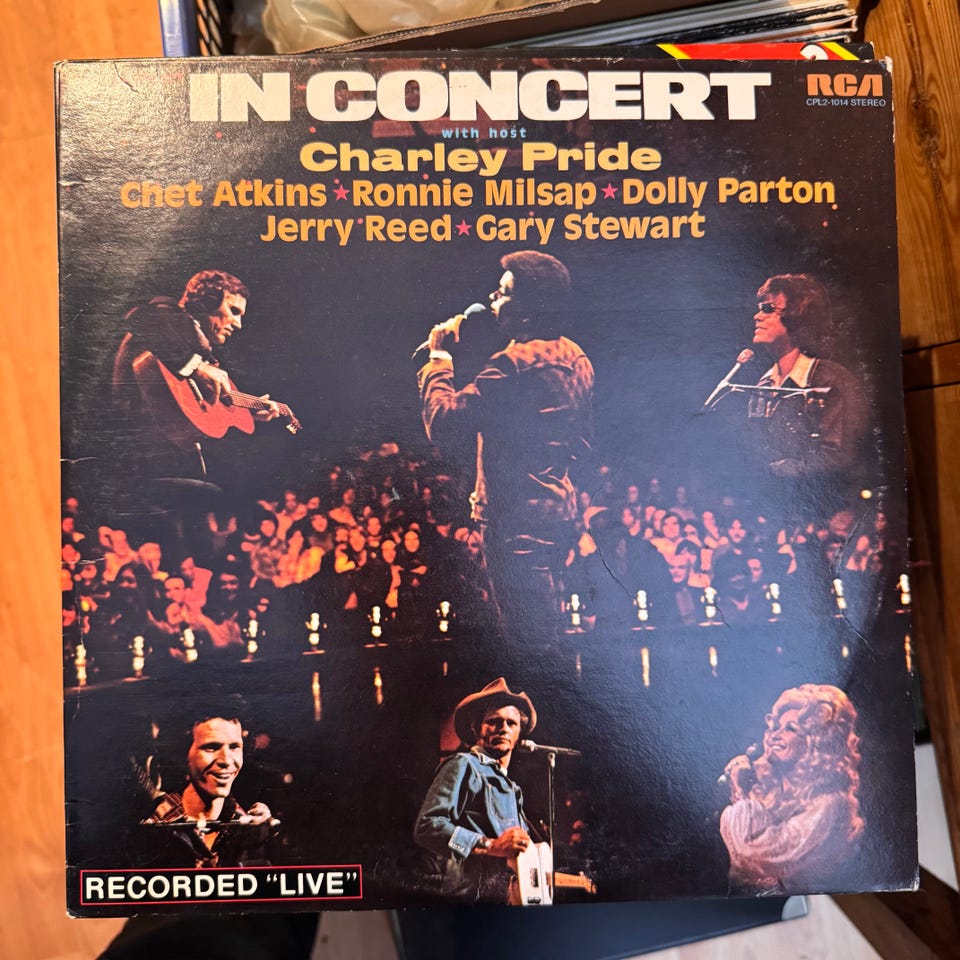 2
IN CONCERT
RCA
CPL2-1014 STEREO
with host
Charley Pride
Chet Atkins ★ Ronnie Milsap ★ Dolly Parton
Jerry Reed ★ Gary Stewart
RECORDED "LIVE"